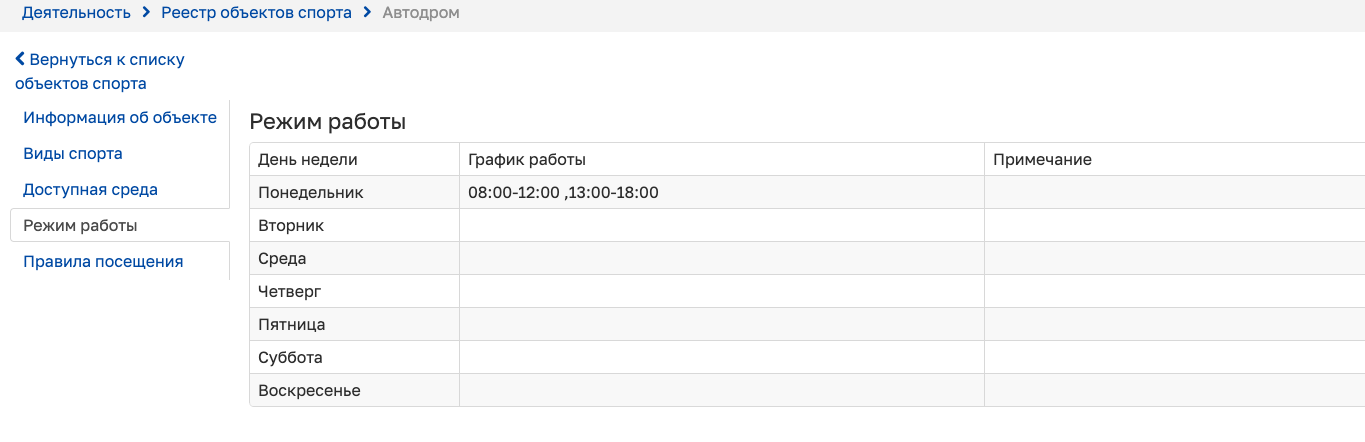 Деятельность > Реестр объектов спорта > Автодром
Вернуться к списку
объектов спорта
Информация об объекте
Виды спорта
Доступная среда
Режим работы
Правила посещения
Режим работы
День недели График работы Примечание
Понедельник 08:00-12:00 ,13:00-18:00
Вторник
Среда
Четверг
Пятница
Суббота
Воскресенье